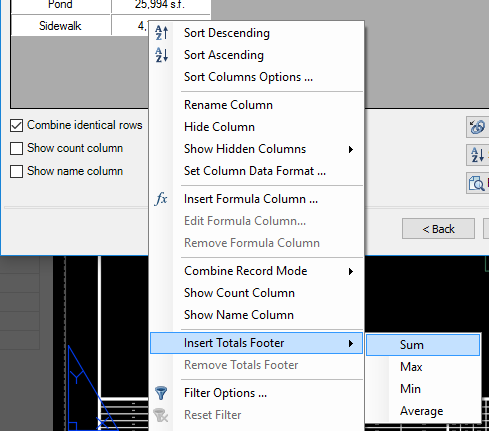 Pond 25,994 s.f.
Sidewalk 4,
Sort Descending
Sort Ascending
Sort Columns Options ...
Rename Column
Hide Column
Show Hidden Columns
Set Column Data Format ...
Insert Formula Column ...
Edit Formula Column...
Remove Formula Column
Combine Record Mode
Show Count Column
Show Name Column
Insert Totals Footer
Remove Totals Footer
Filter Options ...
Reset Filter
Sum
Max
Min
Average
Combine identical rows
Show count column
Show name column
< Back